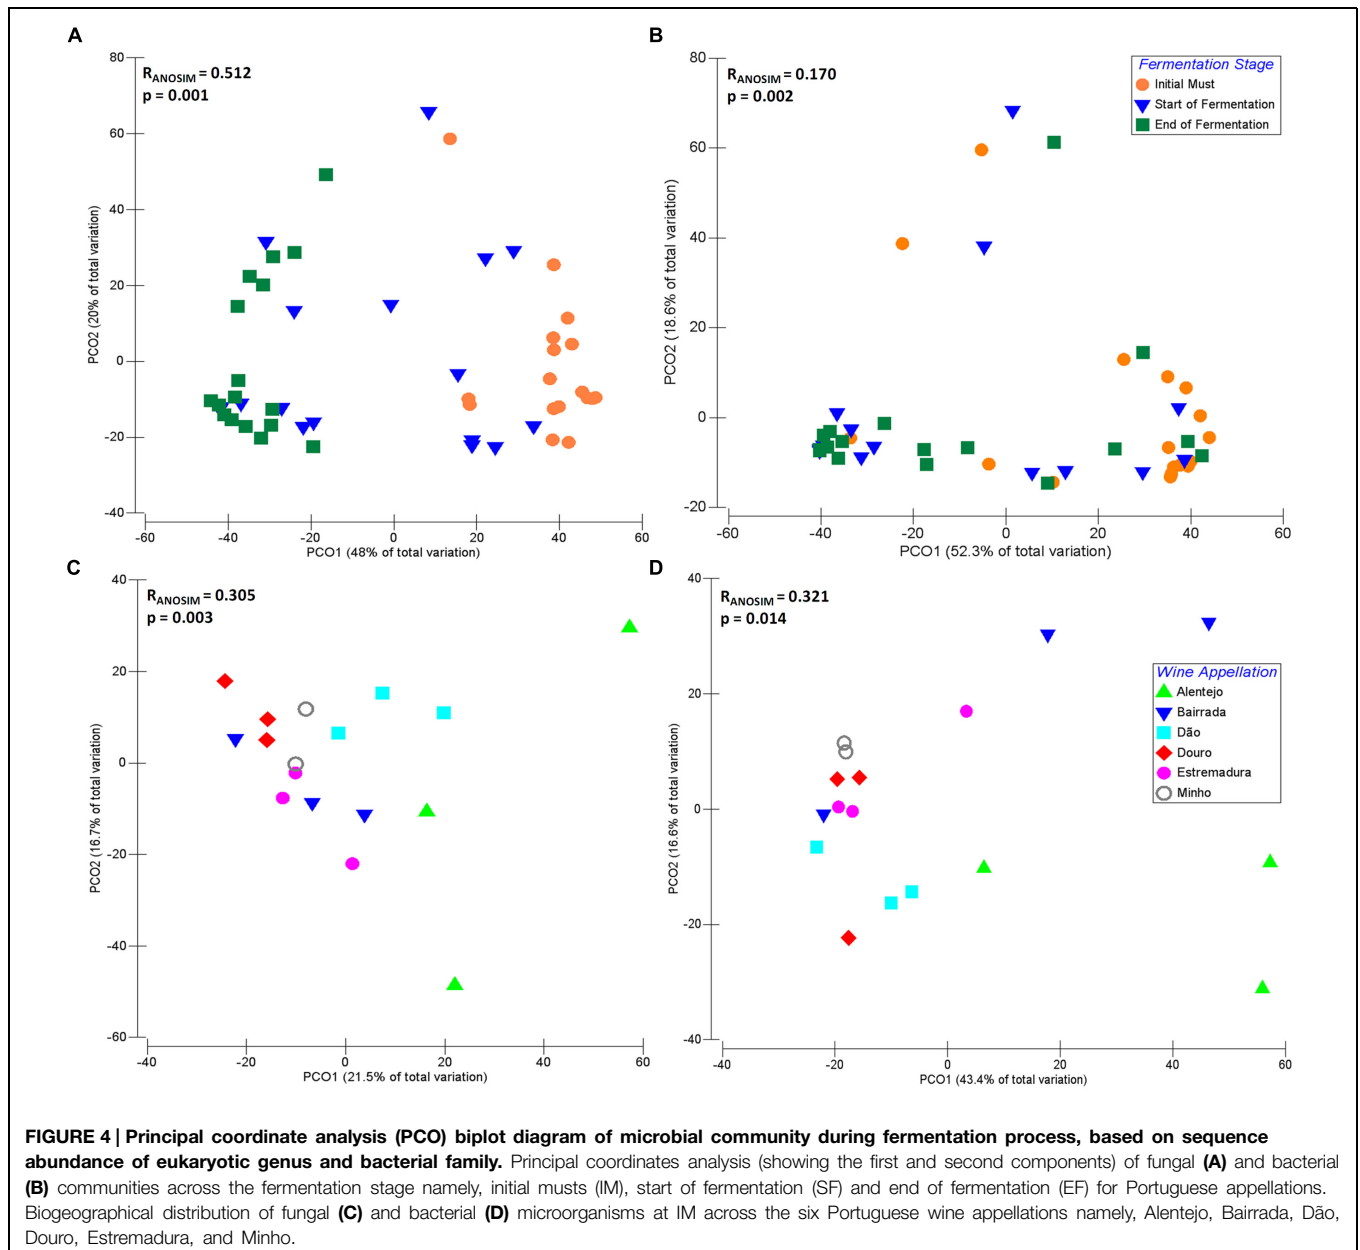 A
R_ANOSIM = 0.512
p = 0.001
80
60
40
20
0
-20
-40
PCO2 (20% of total variation)
-60
-40
-20
0
20
40
60
PCO1 (48% of total variation)
B
R_ANOSIM = 0.170
p = 0.002
Fermentation Stage
Initial Must
Start of Fermentation
End of Fermentation
80
60
40
20
0
-20
PCO2 (18.6% of total variation)
-60
-40
-20
0
20
40
60
PCO1 (52.3% of total variation)
C
R_ANOSIM = 0.305
p = 0.003
40
20
0
-20
-40
-60
PCO2 (16.7% of total variation)
-40
-20
0
20
40
60
PCO1 (21.5% of total variation)
D
R_ANOSIM = 0.321
p = 0.014
Wine Appellation
Alentejo
Bairrada
Dão
Douro
Estremadura
Minho
40
20
0
-20
-40
PCO2 (16.6% of total variation)
-40
-20
0
20
40
60
PCO1 (43.4% of total variation)
FIGURE 4 | Principal coordinate analysis (PCO) biplot diagram of microbial community during fermentation process, based on sequence
abundance of eukaryotic genus and bacterial family. Principal coordinates analysis (showing the first and second components) of fungal (A) and bacterial
(B) communities across the fermentation stage namely, initial musts (IM), start of fermentation (SF) and end of fermentation (EF) for Portuguese appellations.
Biogeographical distribution of fungal (C) and bacterial (D) microorganisms at IM across the six Portuguese wine appellations namely, Alentejo, Bairrada, Dão,
Douro, Estremadura, and Minho.